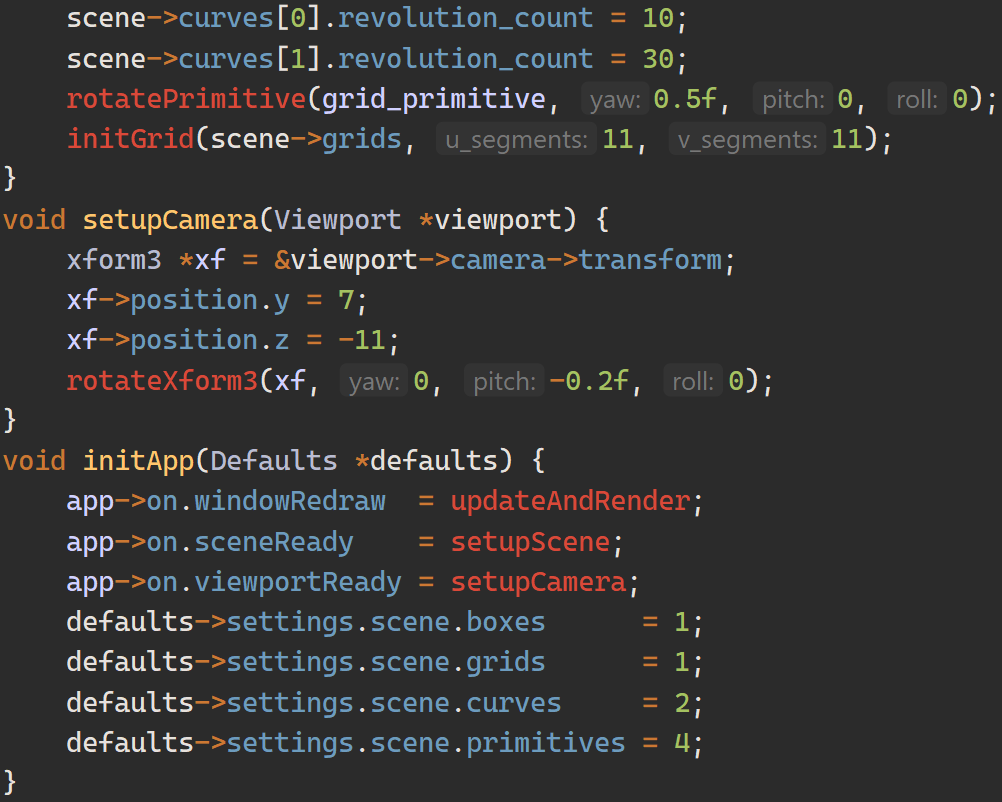 scene->curves[0].revolution_count = 10;
    scene->curves[1].revolution_count = 30;
    rotatePrimitive(grid_primitive, yaw: 0.5f, pitch: 0, roll: 0);
    initGrid(scene->grids, u_segments: 11, v_segments: 11);
}
void setupCamera(Viewport *viewport) {
    xform3 *xf = &viewport->camera->transform;
    xf->position.y = 7;
    xf->position.z = -11;
    rotateXform3(xf, yaw: 0, pitch: -0.2f, roll: 0);
}
void initApp(Defaults *defaults) {
    app->on.windowRedraw  = updateAndRender;
    app->on.sceneReady    = setupScene;
    app->on.viewportReady = setupCamera;
    defaults->settings.scene.boxes      = 1;
    defaults->settings.scene.grids      = 1;
    defaults->settings.scene.curves     = 2;
    defaults->settings.scene.primitives = 4;
}